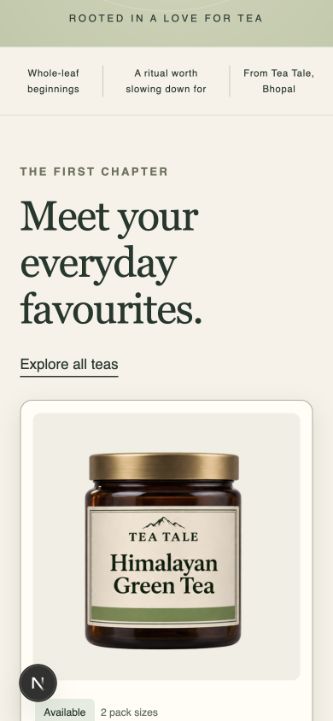 ROOTED IN A LOVE FOR TEA
Whole-leaf
beginnings
A ritual worth
slowing down for
From Tea Tale,
Bhopal
THE FIRST CHAPTER
Meet your
everyday
favourites.
Explore all teas
TEA TALE
Himalayan
Green Tea
N
Available
2 pack sizes